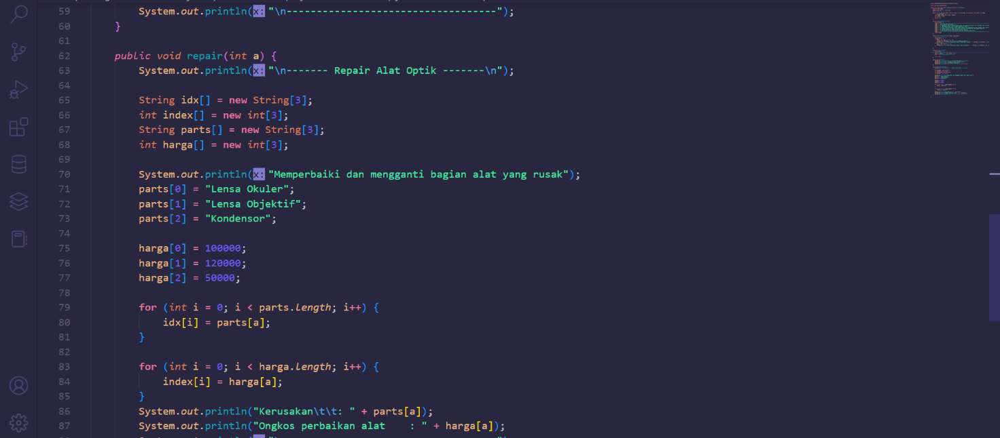 59 System.out.println(x: "\n-----------------------------------");
60 }
61
62 public void repair(int a) {
63 System.out.println(x: "\n------- Repair Alat Optik -------\n");
64
65 String idx[] = new String[3];
66 int index[] = new int[3];
67 String parts[] = new String[3];
68 int harga[] = new int[3];
69
70 System.out.println(x: "Memperbaiki dan mengganti bagian alat yang rusak");
71 parts[0] = "Lensa Okuler";
72 parts[1] = "Lensa Objektif";
73 parts[2] = "Kondensor";
74
75 harga[0] = 100000;
76 harga[1] = 120000;
77 harga[2] = 50000;
78
79 for (int i = 0; i < parts.length; i++) {
80 idx[i] = parts[a];
81 }
82
83 for (int i = 0; i < harga.length; i++) {
84 index[i] = harga[a];
85 }
86 System.out.println("Kerusakan\t\t: " + parts[a]);
87 System.out.println("Ongkos perbaikan alat    : " + harga[a]);